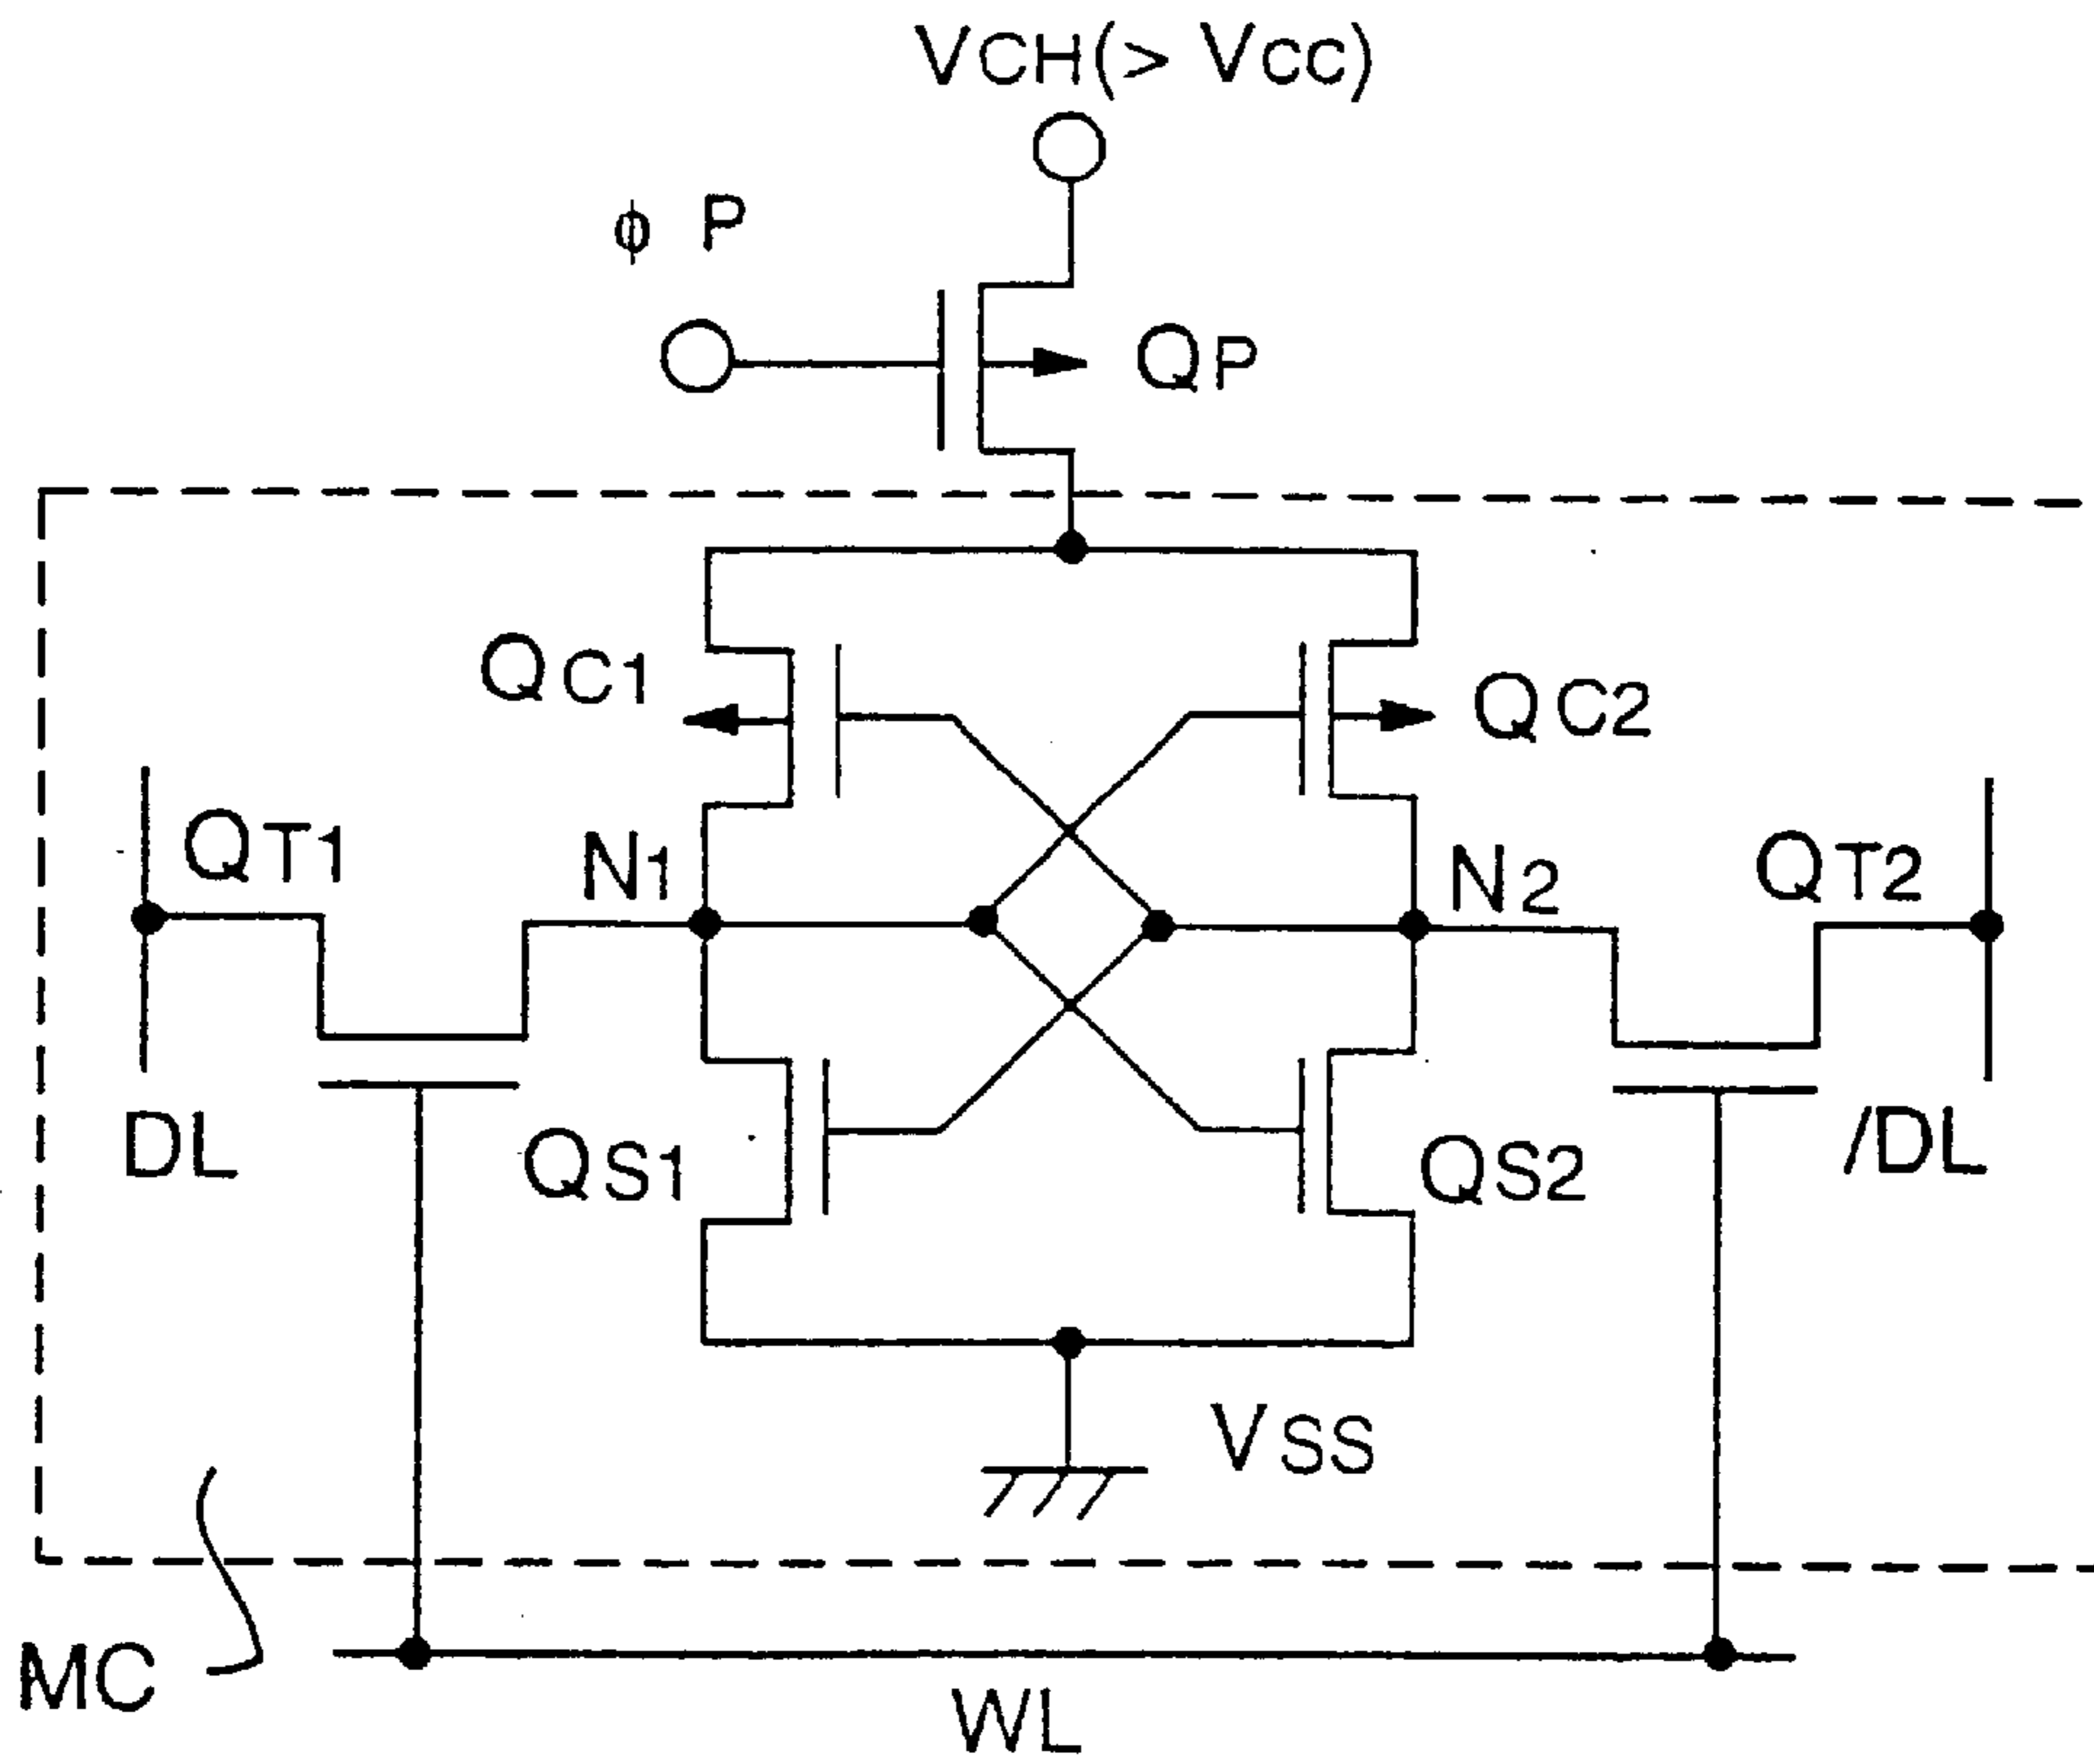 VCH(> Vcc)
φ P
QP
QC1
QC2
QT1
N1
N2
QT2
DL
QS1
QS2
/DL
VSS
MC
WL